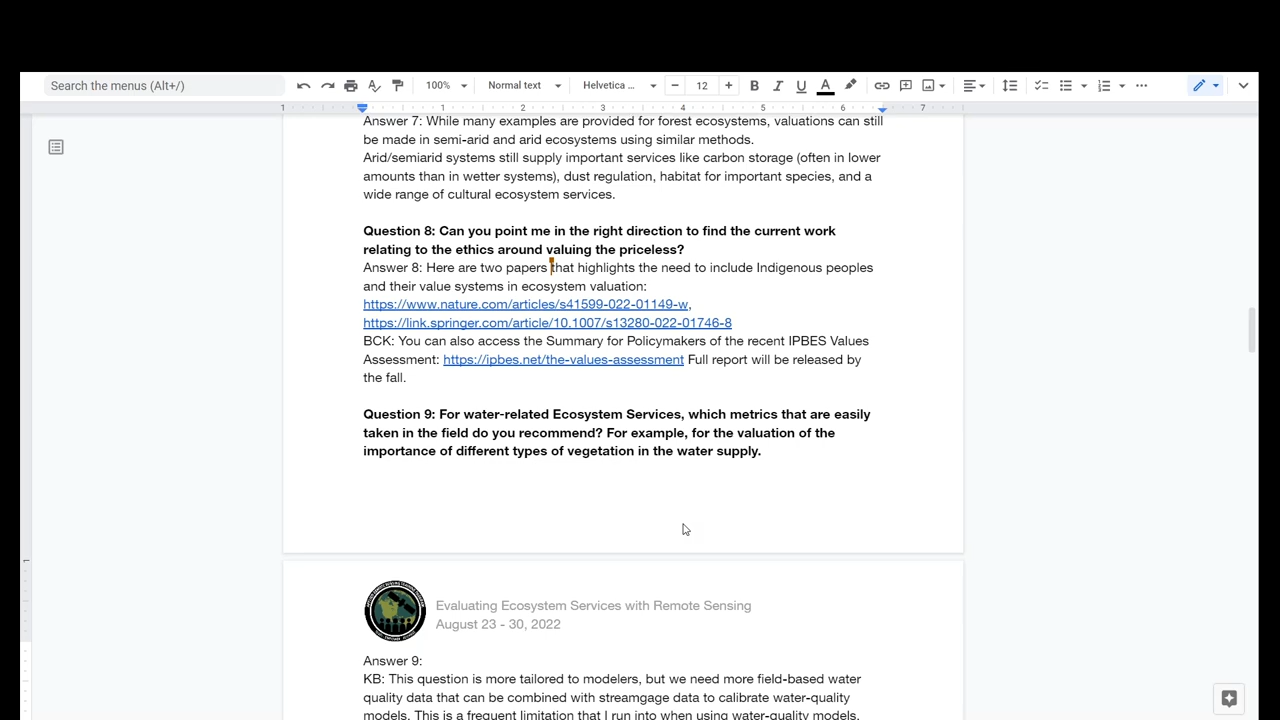 Search the menus (Alt+/)
100%
Normal text
Helvetica ...
12
B I U A
1 1 2 3 4 5 6 7
Answer 7: While many examples are provided for forest ecosystems, valuations can still
be made in semi-arid and arid ecosystems using similar methods.
Arid/semiarid systems still supply important services like carbon storage (often in lower
amounts than in wetter systems), dust regulation, habitat for important species, and a
wide range of cultural ecosystem services.
Question 8: Can you point me in the right direction to find the current work
relating to the ethics around valuing the priceless?
Answer 8: Here are two papers that highlights the need to include Indigenous peoples
and their value systems in ecosystem valuation:
https://www.nature.com/articles/s41599-022-01149-w,
https://link.springer.com/article/10.1007/s13280-022-01746-8
BCK: You can also access the Summary for Policymakers of the recent IPBES Values
Assessment: https://ipbes.net/the-values-assessment Full report will be released by
the fall.
Question 9: For water-related Ecosystem Services, which metrics that are easily
taken in the field do you recommend? For example, for the valuation of the
importance of different types of vegetation in the water supply.
Evaluating Ecosystem Services with Remote Sensing
August 23 - 30, 2022
Answer 9:
KB: This question is more tailored to modelers, but we need more field-based water
quality data that can be combined with streamgage data to calibrate water-quality
models. This is a frequent limitation that I run into when using water-quality models.